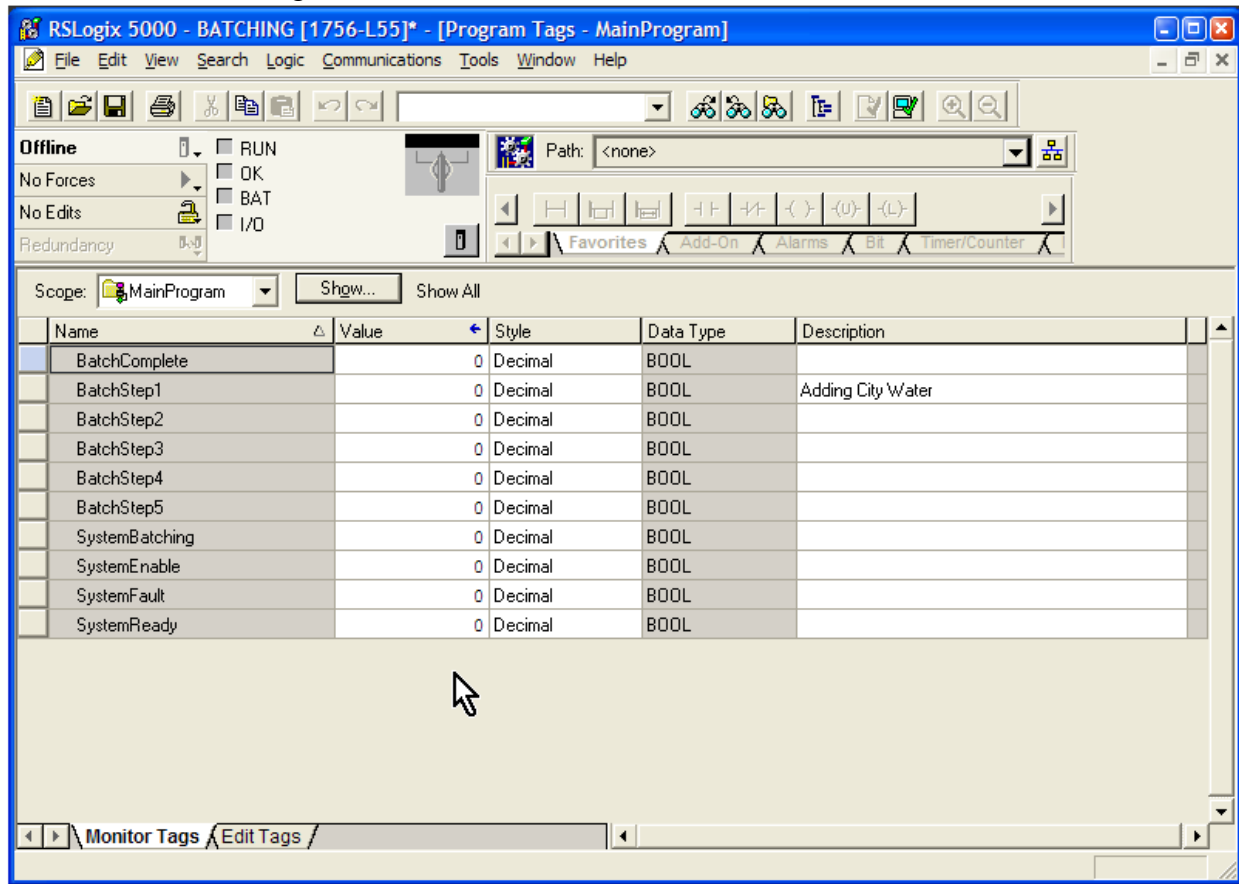 RSLogix 5000 - BATCHING [1756-L55]* - [Program Tags - MainProgram]
File Edit View Search Logic Communications Tools Window Help
Offline
RUN
Path: <none>
No Forces
OK
No Edits
BAT
I/O
Redundancy
Favorites Add-On Alarms Bit Timer/Counter
Scope: MainProgram Show... Show All
Name Value Style Data Type Description
BatchComplete 0 Decimal BOOL
BatchStep1 0 Decimal BOOL Adding City Water
BatchStep2 0 Decimal BOOL
BatchStep3 0 Decimal BOOL
BatchStep4 0 Decimal BOOL
BatchStep5 0 Decimal BOOL
SystemBatching 0 Decimal BOOL
SystemEnable 0 Decimal BOOL
SystemFault 0 Decimal BOOL
SystemReady 0 Decimal BOOL
Monitor Tags Edit Tags